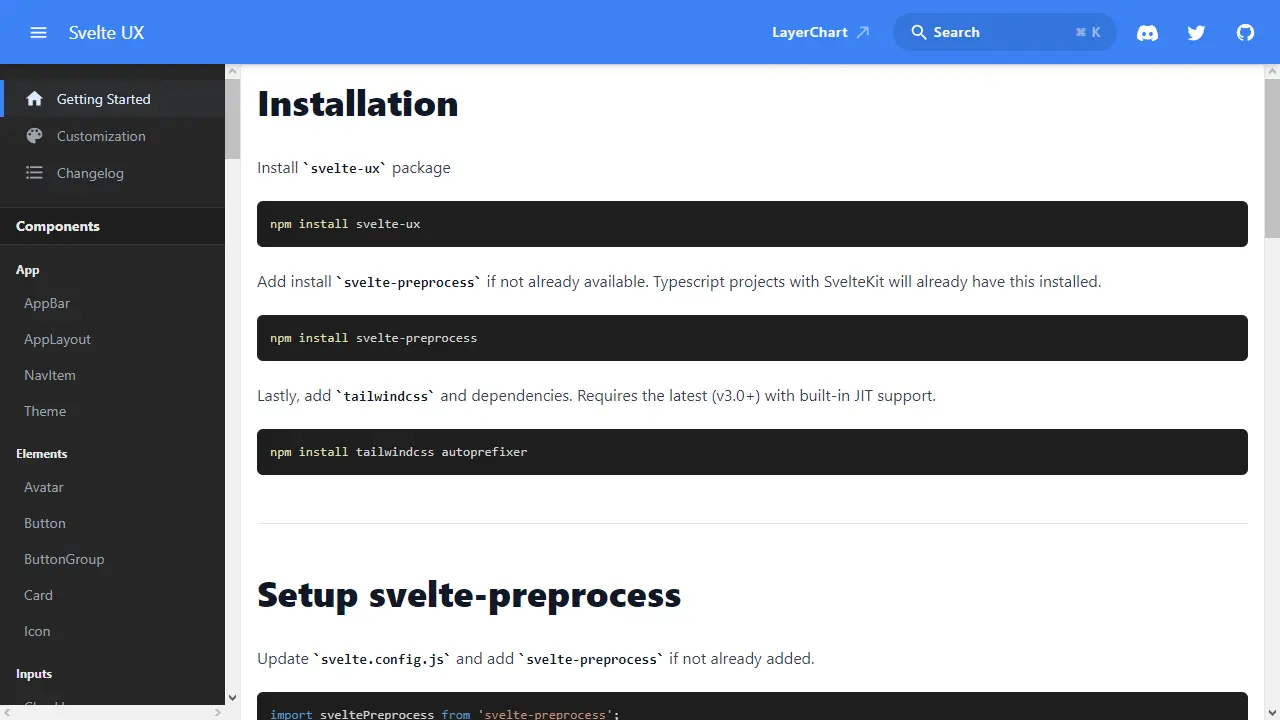 Svelte UX
LayerChart
Search
⌘ K
Getting Started
Customization
Changelog
Components
App
AppBar
AppLayout
NavItem
Theme
Elements
Avatar
Button
ButtonGroup
Card
Icon
Inputs
Installation
Install `svelte-ux` package
npm install svelte-ux
Add install `svelte-preprocess` if not already available. Typescript projects with SvelteKit will already have this installed.
npm install svelte-preprocess
Lastly, add `tailwindcss` and dependencies. Requires the latest (v3.0+) with built-in JIT support.
npm install tailwindcss autoprefixer
Setup svelte-preprocess
Update `svelte.config.js` and add `svelte-preprocess` if not already added.
import sveltePreprocess from 'svelte-preprocess';